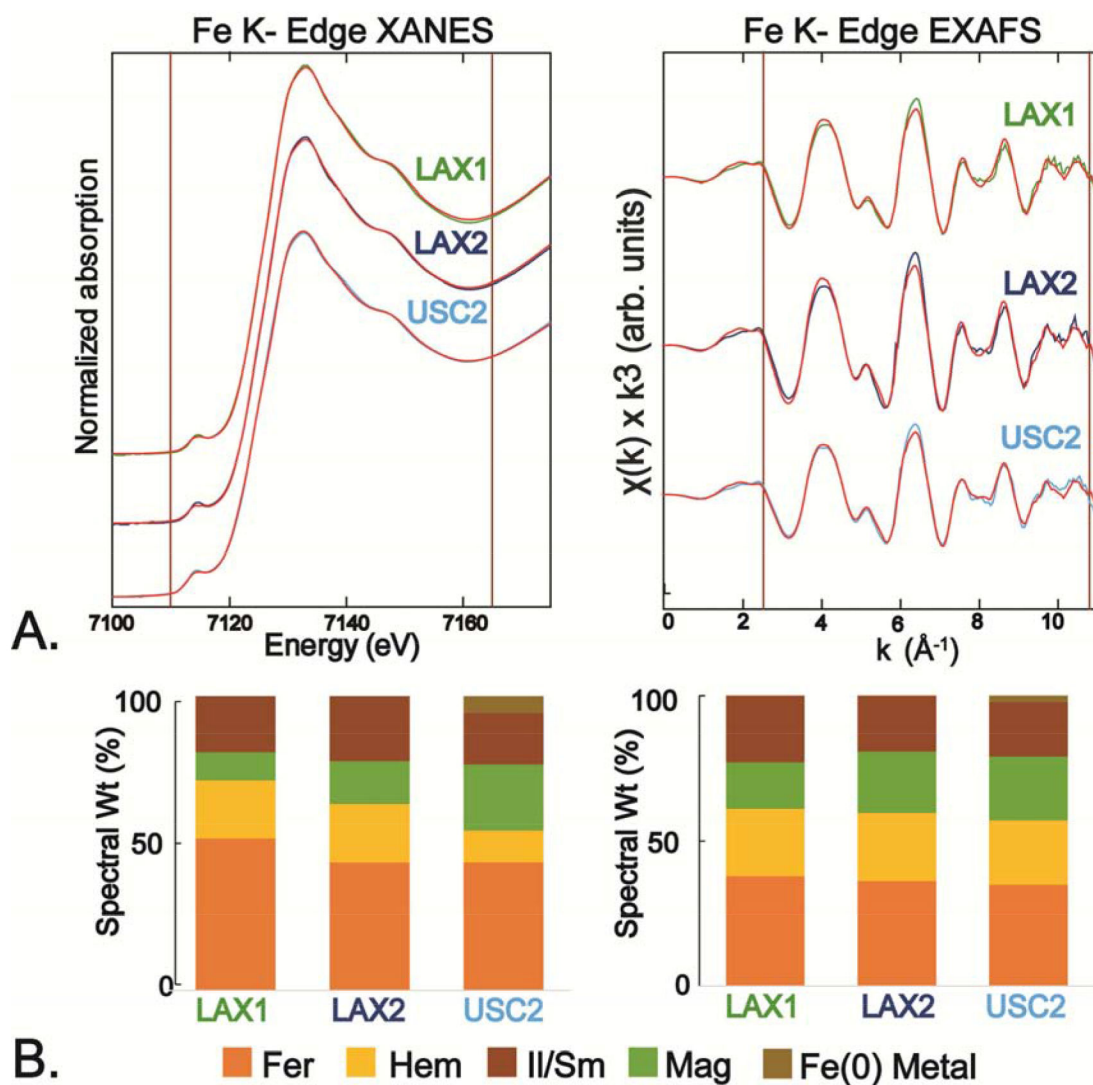 Fe K- Edge XANES
Normalized absorption
LAX1
LAX2
USC2
7100 7120 7140 7160
Energy (eV)
Fe K- Edge EXAFS
χ(k) x k3 (arb. units)
LAX1
LAX2
USC2
0 2 4 6 8 10
k (Å-1)
A.
Spectral Wt (%)
100
50
0
LAX1 LAX2 USC2
Spectral Wt (%)
100
50
0
LAX1 LAX2 USC2
B.
Fer Hem Il/Sm Mag Fe(0) Metal